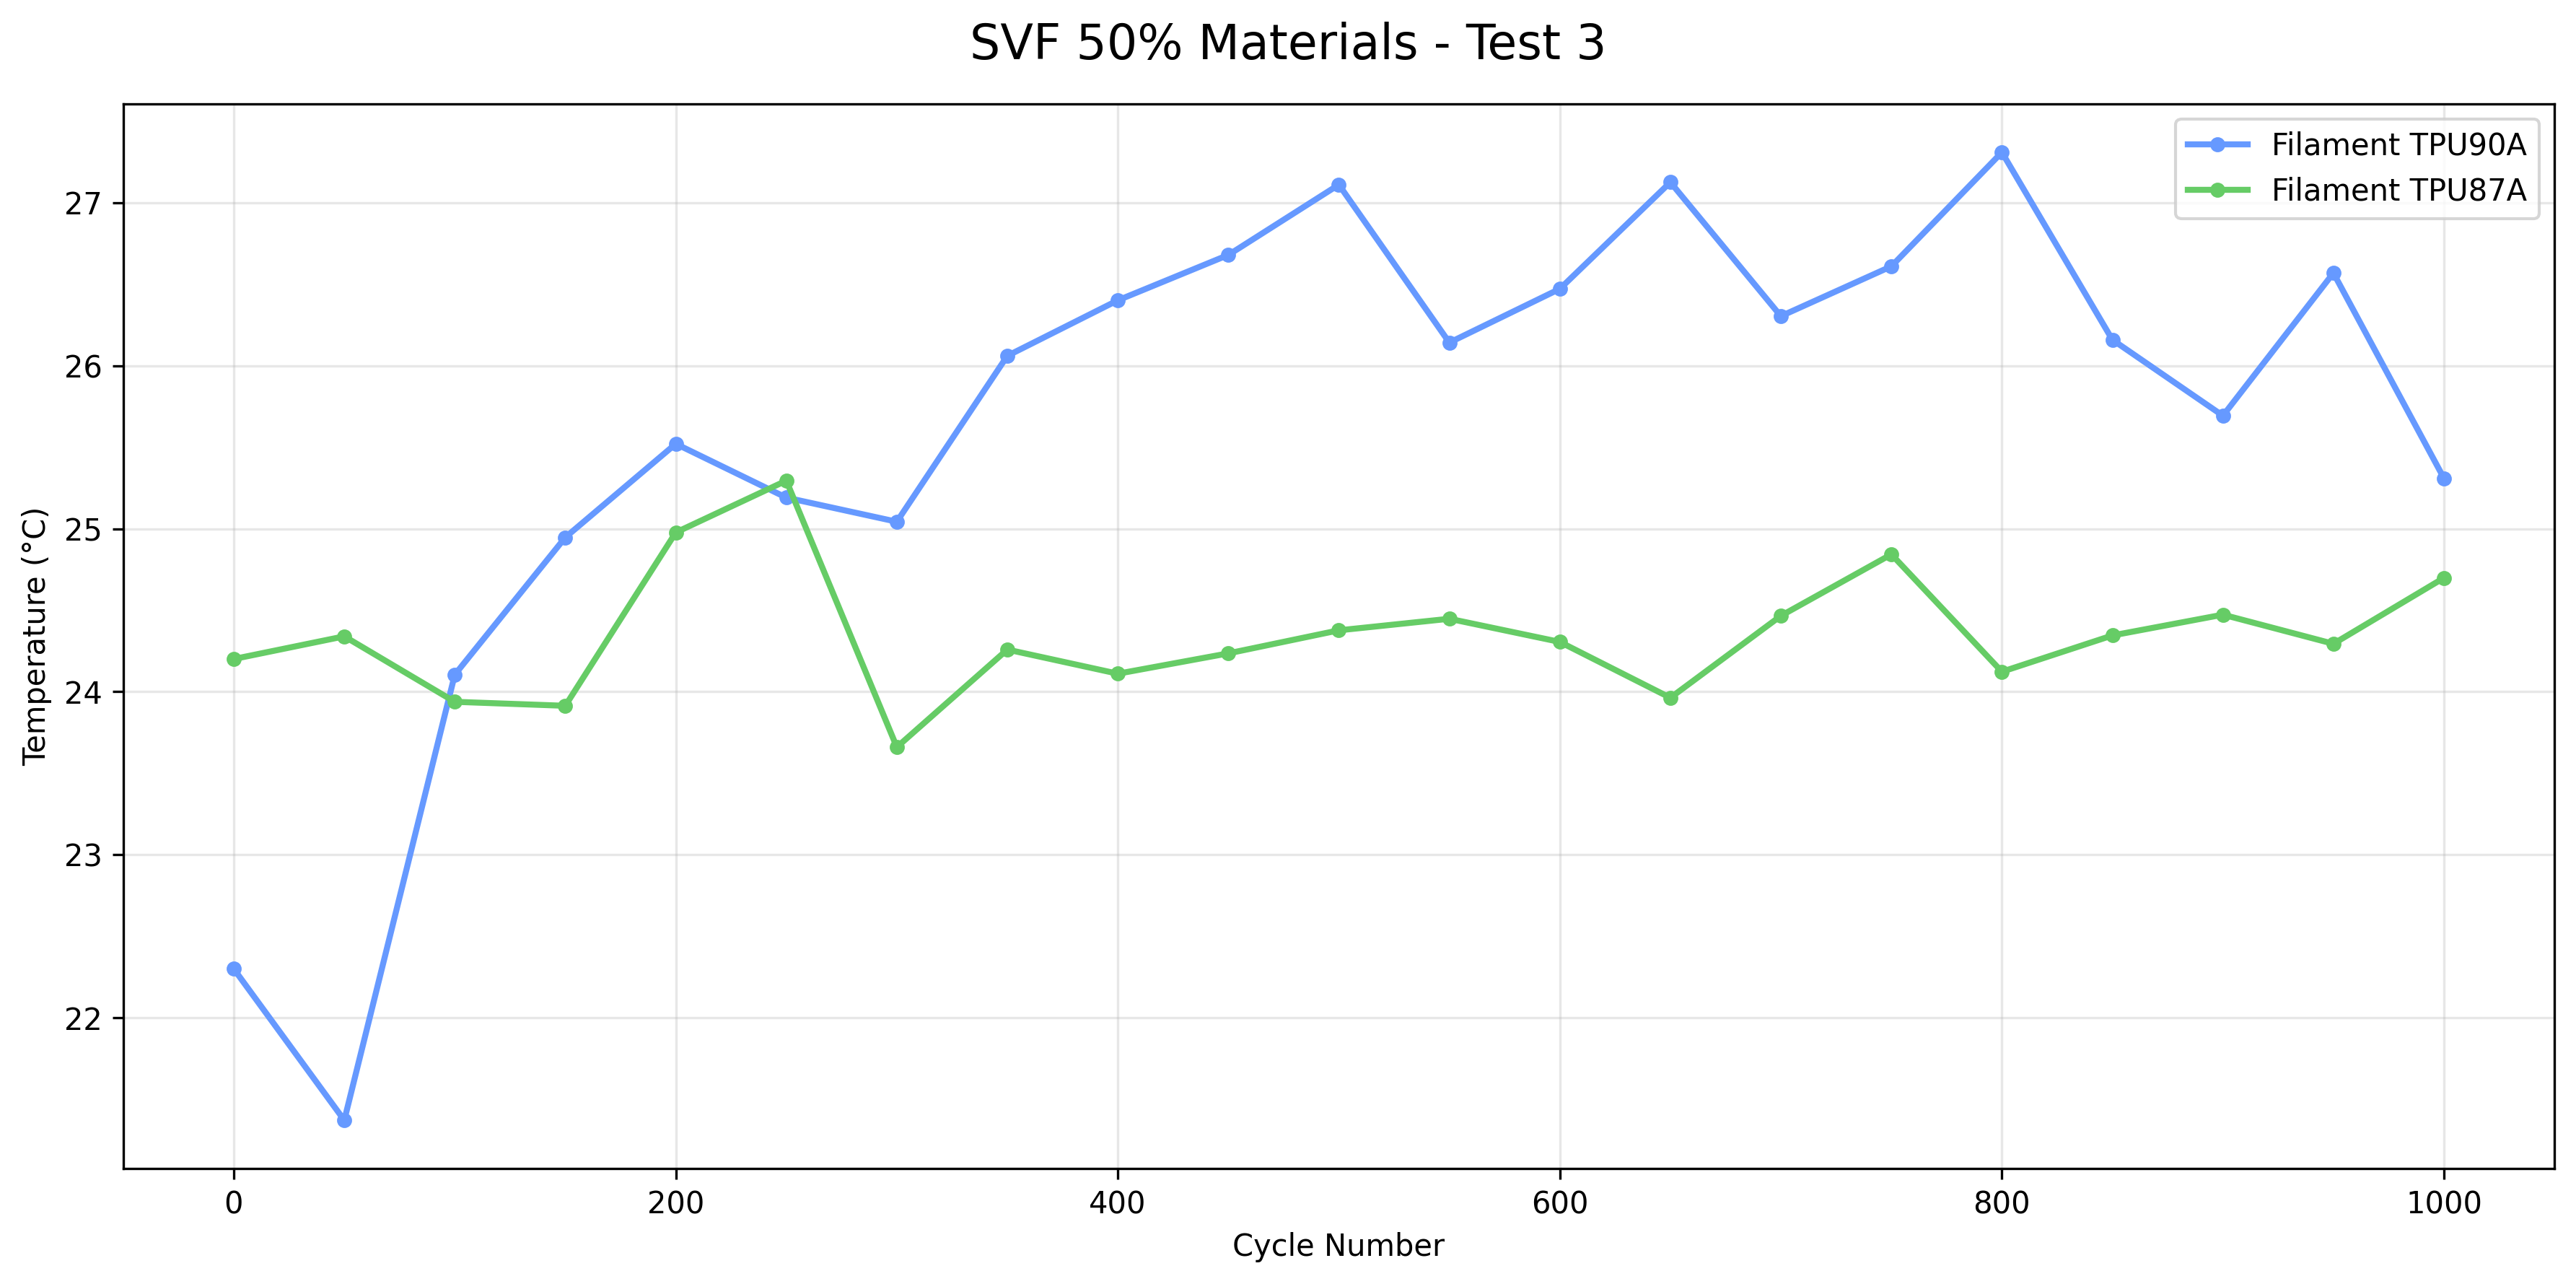 SVF 50% Materials - Test 3
Filament TPU90A
Filament TPU87A
27
26
25
24
23
22
Temperature (°C)
0 200 400 600 800 1000
Cycle Number